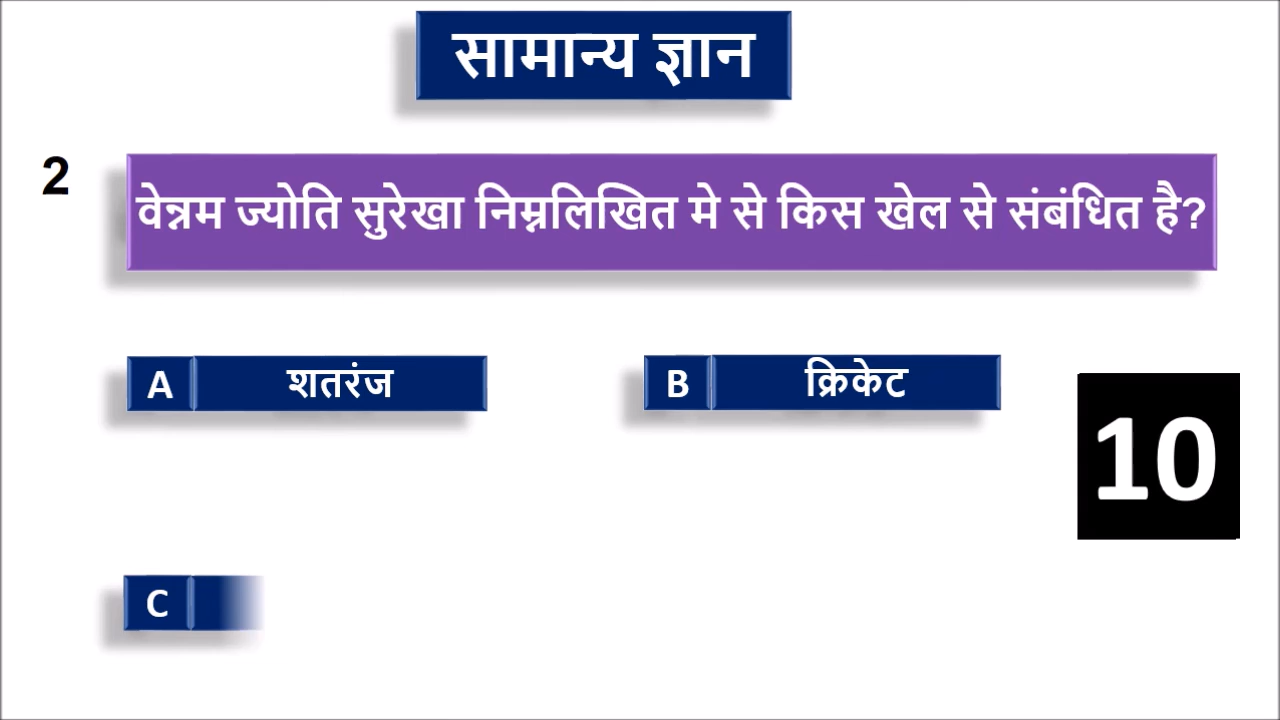 सामान्य ज्ञान
2
वेन्नम ज्योति सुरेखा निम्नलिखित मे से किस खेल से संबंधित है?
A शतरंज
B क्रिकेट
10
C